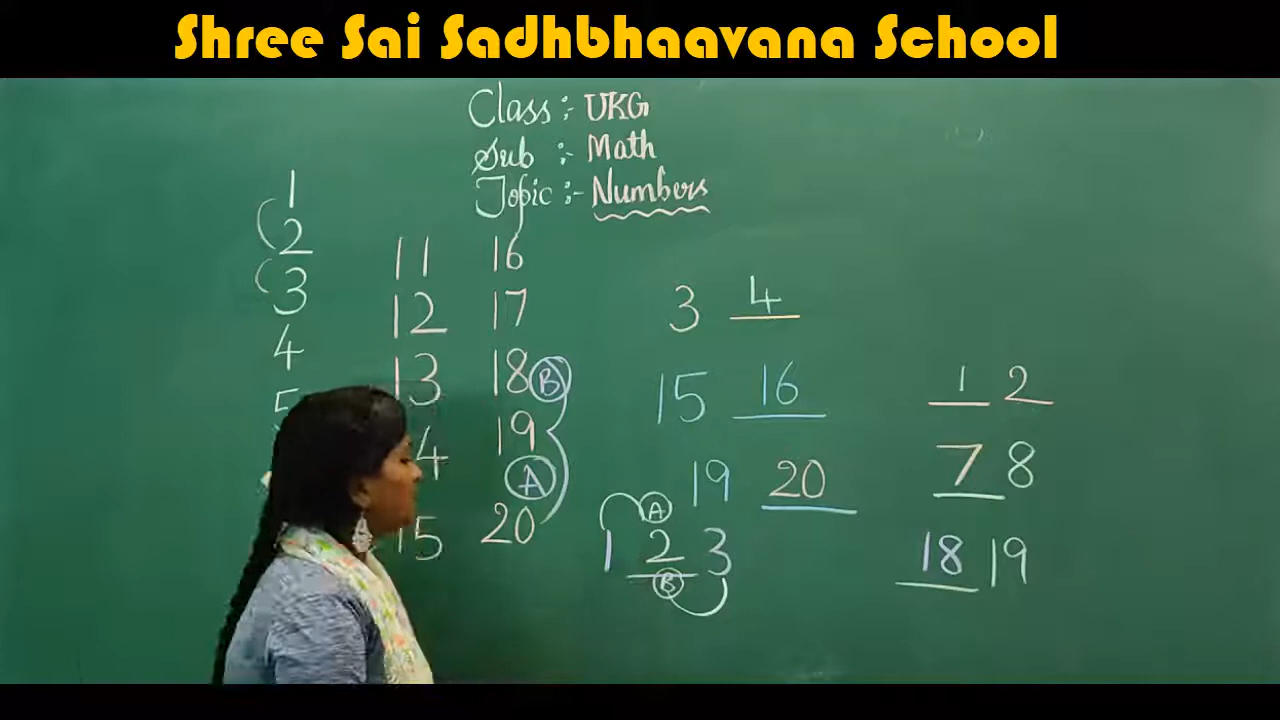 Shree Sai Sadhbhaavana School
Class :- UKG
Sub :- Math
Topic :- Numbers
1
2
3
4
5
11
12
13
4
15
16
17
18 B
19
A
20
3 4
15 16
19 20
A
1 2 3
B
1 2
7 8
18 19